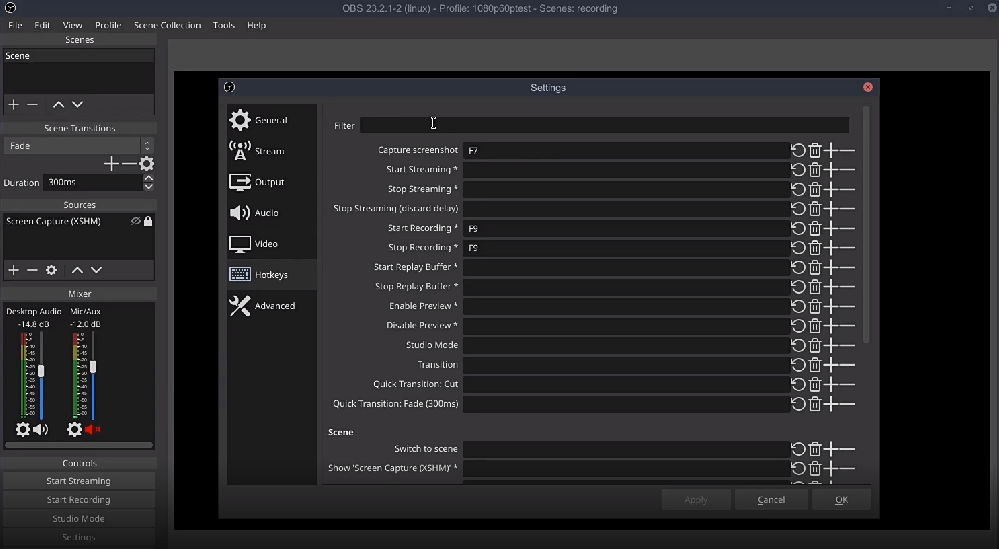 OBS 23.2.1-2 (linux) - Profile: 1080p60ptest - Scenes: recording
File Edit View Profile Scene Collection Tools Help
Scenes
Scene
Scene Transitions
Fade
Duration 300ms
Sources
Screen Capture (XSHM)
Mixer
Desktop Audio Mic/Aux
-14.8 dB -12.0 dB
Controls
Start Streaming
Start Recording
Studio Mode
Settings
Settings
General
Stream
Output
Audio
Video
Hotkeys
Advanced
Filter
Capture screenshot F7
Start Streaming *
Stop Streaming *
Stop Streaming (discard delay)
Start Recording * F9
Stop Recording * F9
Start Replay Buffer *
Stop Replay Buffer *
Enable Preview *
Disable Preview *
Studio Mode
Transition
Quick Transition: Cut
Quick Transition: Fade (300ms)
Scene
Switch to scene
Show 'Screen Capture (XSHM)' *
Apply Cancel OK